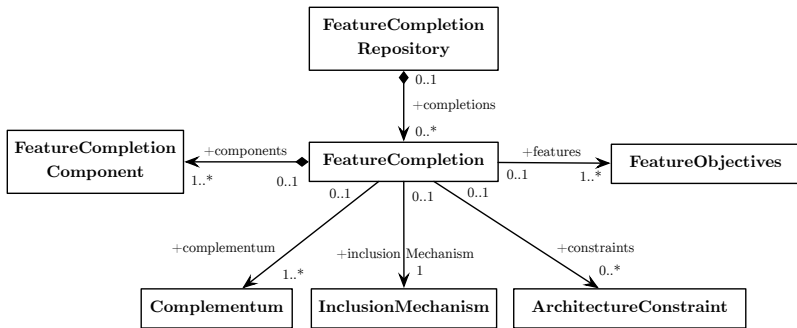 FeatureCompletion
Repository
0..1
+completions
0..*
FeatureCompletion
Component
+components
1..*
0..1
FeatureCompletion
+features
0..1
1..*
FeatureObjectives
0..1
0..1
0..1
+complementum
+inclusion Mechanism
+constraints
1..*
1
0..*
Complementum
InclusionMechanism
ArchitectureConstraint